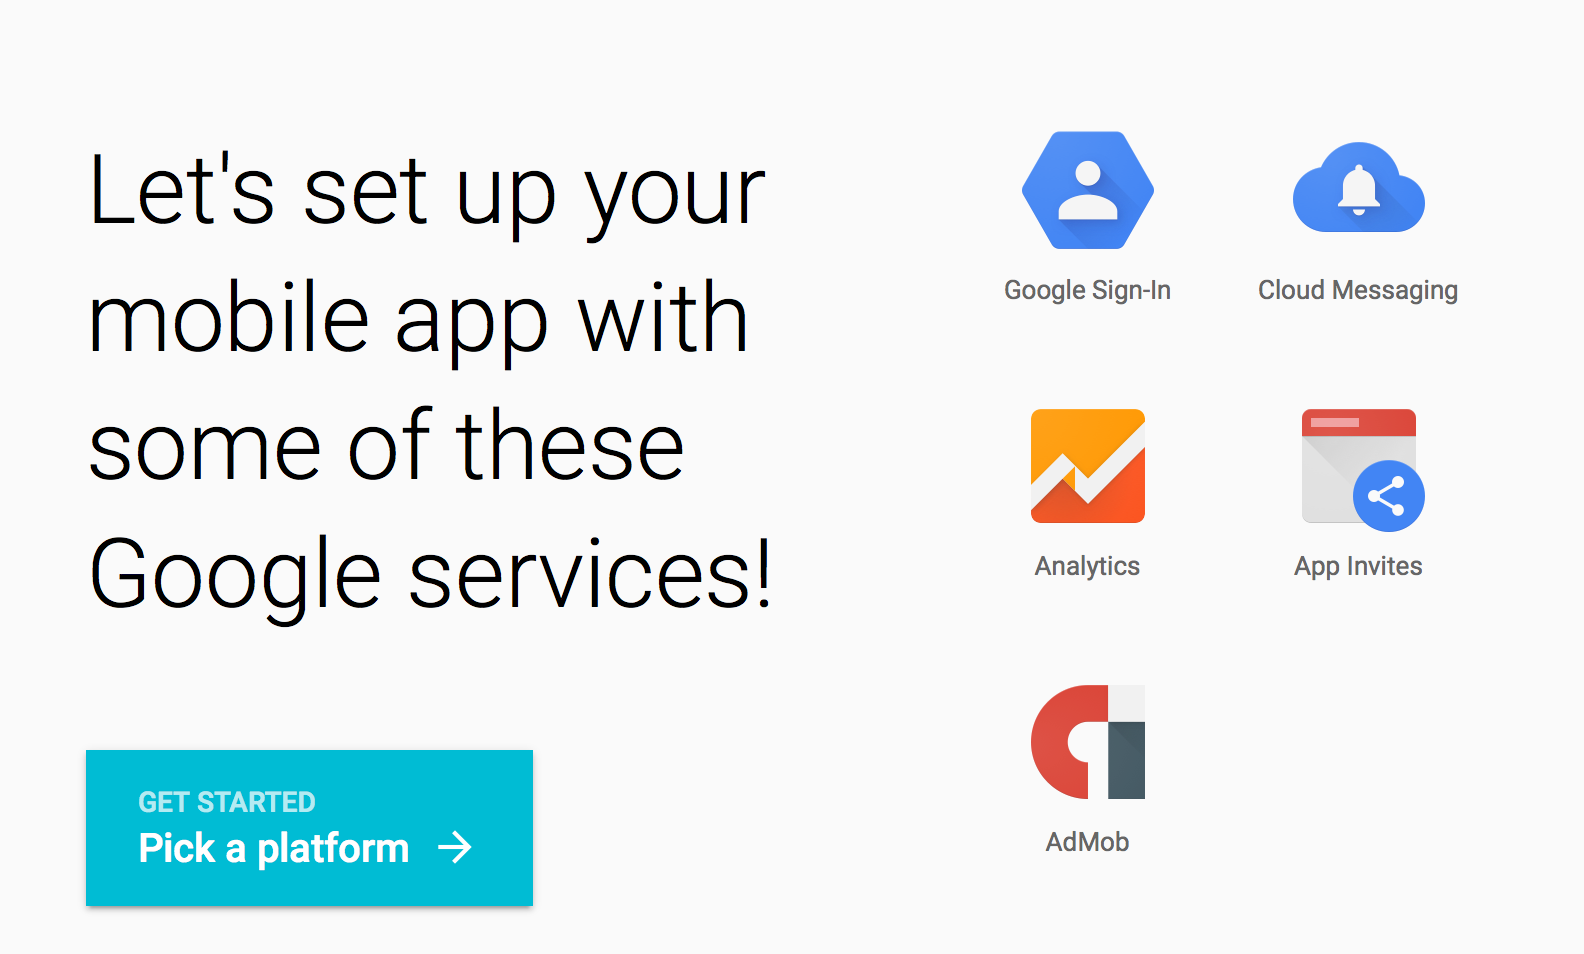 Let's set up your
mobile app with
some of these
Google services!
GET STARTED
Pick a platform
Google Sign-In
Cloud Messaging
Analytics
App Invites
AdMob